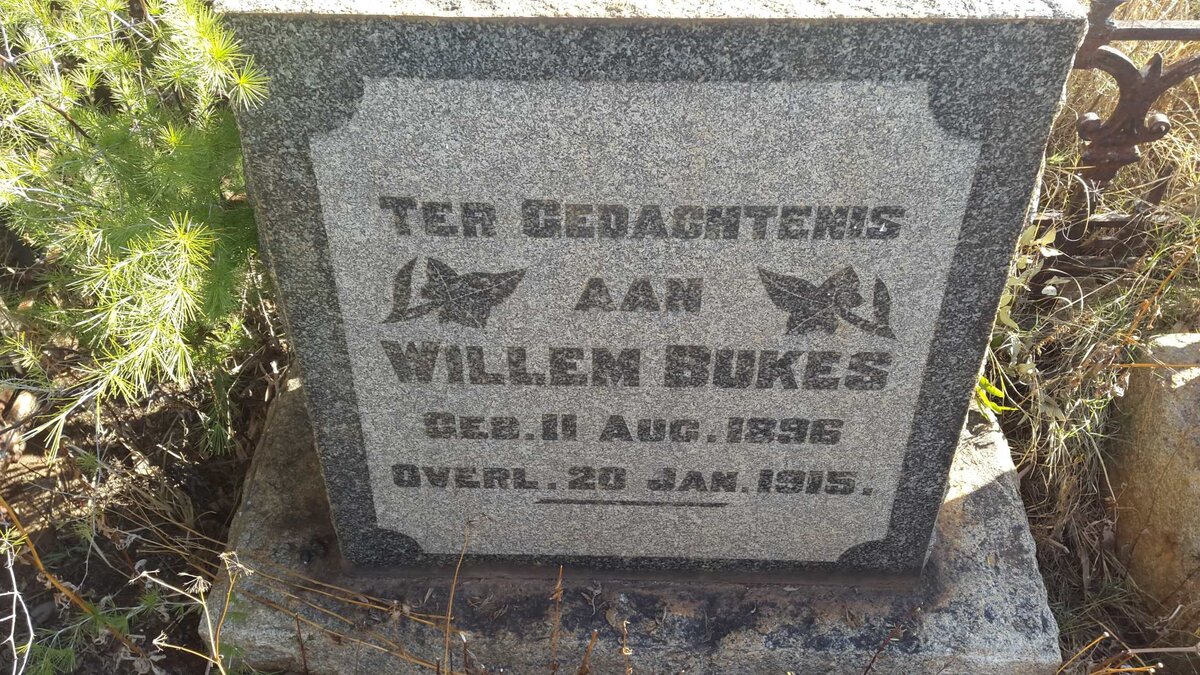 TER GEDACHTENIS
AAN
WILLEM BUKES
GEB. 11 AUG. 1896
OVERL. 20 JAN. 1915.